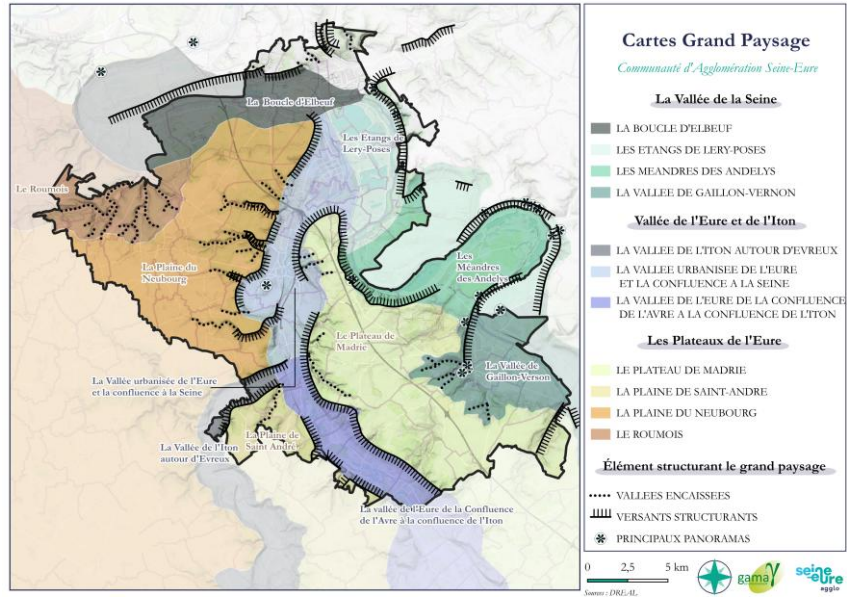 La Boucle d'Elbeuf
Les Etangs de
Lery-Poses
Le Roumois
La Plaine du
Neubourg
Les
Méandres
des Andelys
Le Plateau de
Madrie
La Vallée de
Gaillon-Verson
La Vallée urbanisée de l'Eure
et la confluence à la Seine
La Plaine de
Saint André
La Vallée de l'Iton
autour d'Evreux
La vallée de l'Eure de la Confluence
de l'Avre à la confluence de l'Iton
Cartes Grand Paysage
Communauté d'Agglomération Seine-Eure
La Vallée de la Seine
LA BOUCLE D'ELBEUF
LES ETANGS DE LERY-POSES
LES MEANDRES DES ANDELYS
LA VALLEE DE GAILLON-VERNON
Vallée de l'Eure et de l'Iton
LA VALLEE DE L'ITON AUTOUR D'EVREUX
LA VALLEE URBANISEE DE L'EURE
ET LA CONFLUENCE A LA SEINE
LA VALLEE DE L'EURE DE LA CONFLUENCE
DE L'AVRE A LA CONFLUENCE DE L'ITON
Les Plateaux de l'Eure
LE PLATEAU DE MADRIE
LA PLAINE DE SAINT-ANDRE
LA PLAINE DU NEUBOURG
LE ROUMOIS
Élément structurant le grand paysage
VALLEES ENCAISSEES
VERSANTS STRUCTURANTS
PRINCIPAUX PANORAMAS
0 2,5 5 km
Sources : DREAL
gama
seine
eure
agglo